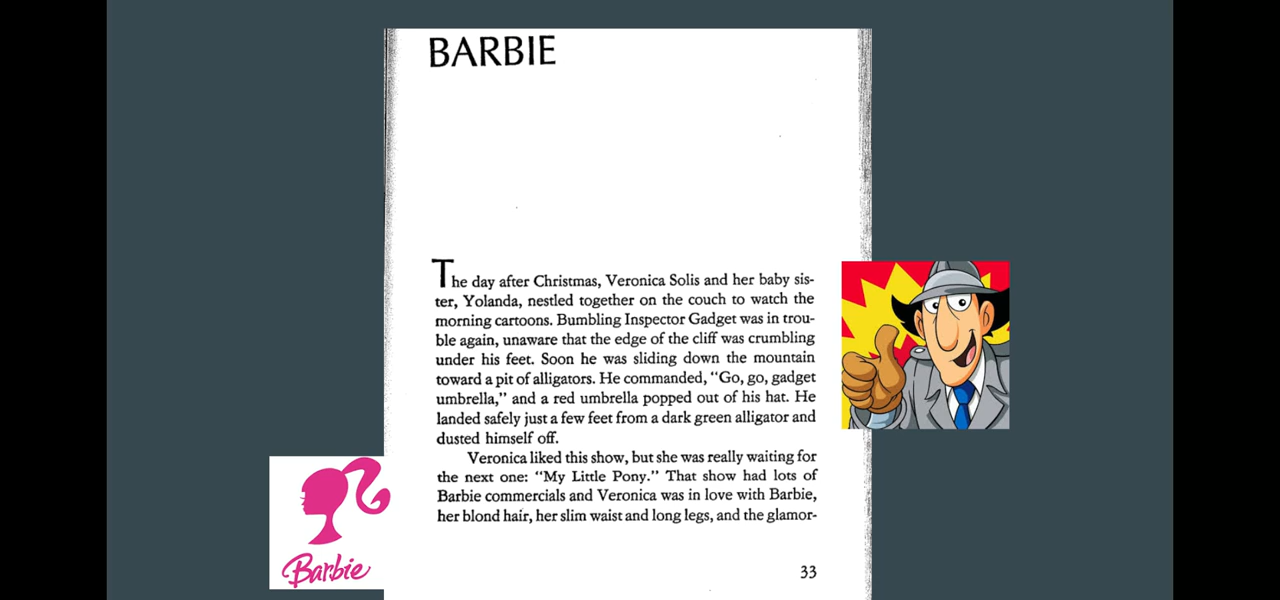 BARBIE
The day after Christmas, Veronica Solis and her baby sis-
ter, Yolanda, nestled together on the couch to watch the
morning cartoons. Bumbling Inspector Gadget was in trou-
ble again, unaware that the edge of the cliff was crumbling
under his feet. Soon he was sliding down the mountain
toward a pit of alligators. He commanded, “Go, go, gadget
umbrella,” and a red umbrella popped out of his hat. He
landed safely just a few feet from a dark green alligator and
dusted himself off.
Veronica liked this show, but she was really waiting for
the next one: “My Little Pony.” That show had lots of
Barbie commercials and Veronica was in love with Barbie,
her blond hair, her slim waist and long legs, and the glamor-
33
Barbie